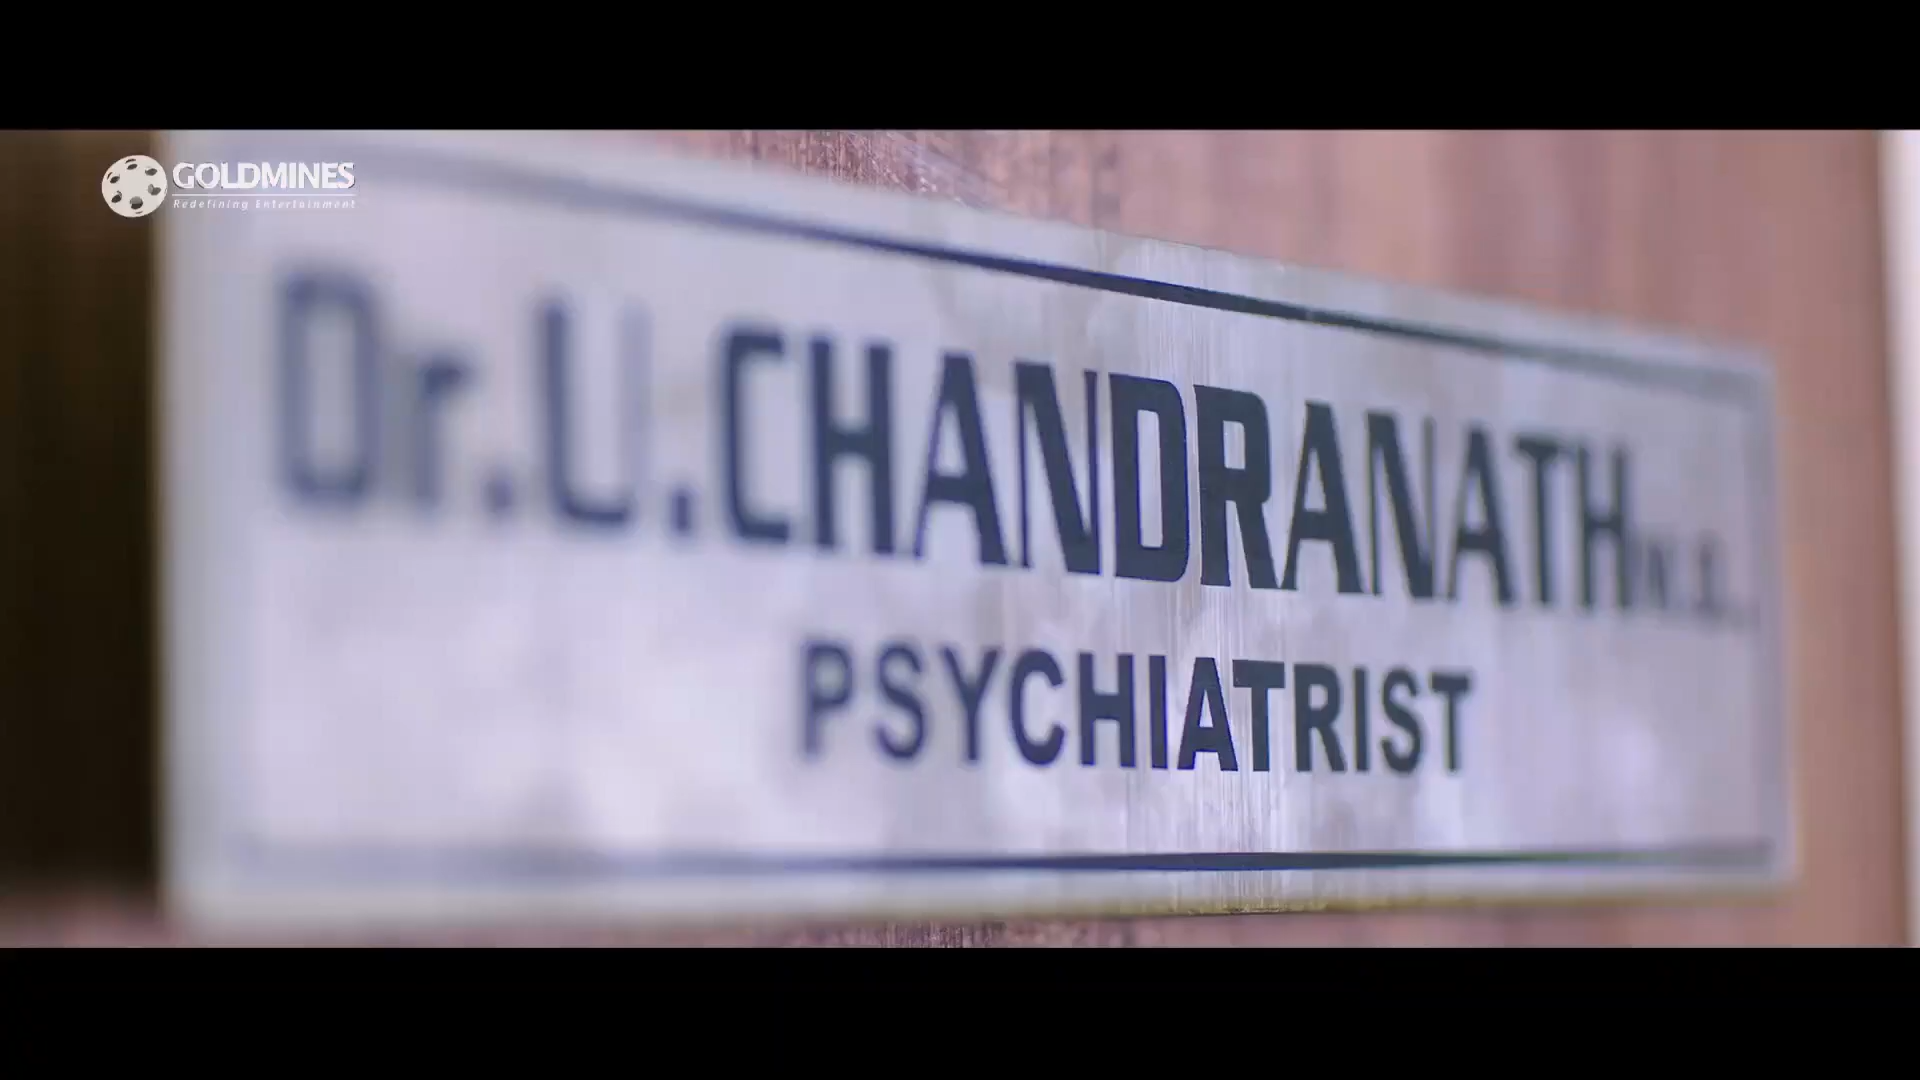 GOLDMINES
Redefining Entertainment
Dr.U.CHANDRANATH
PSYCHIATRIST